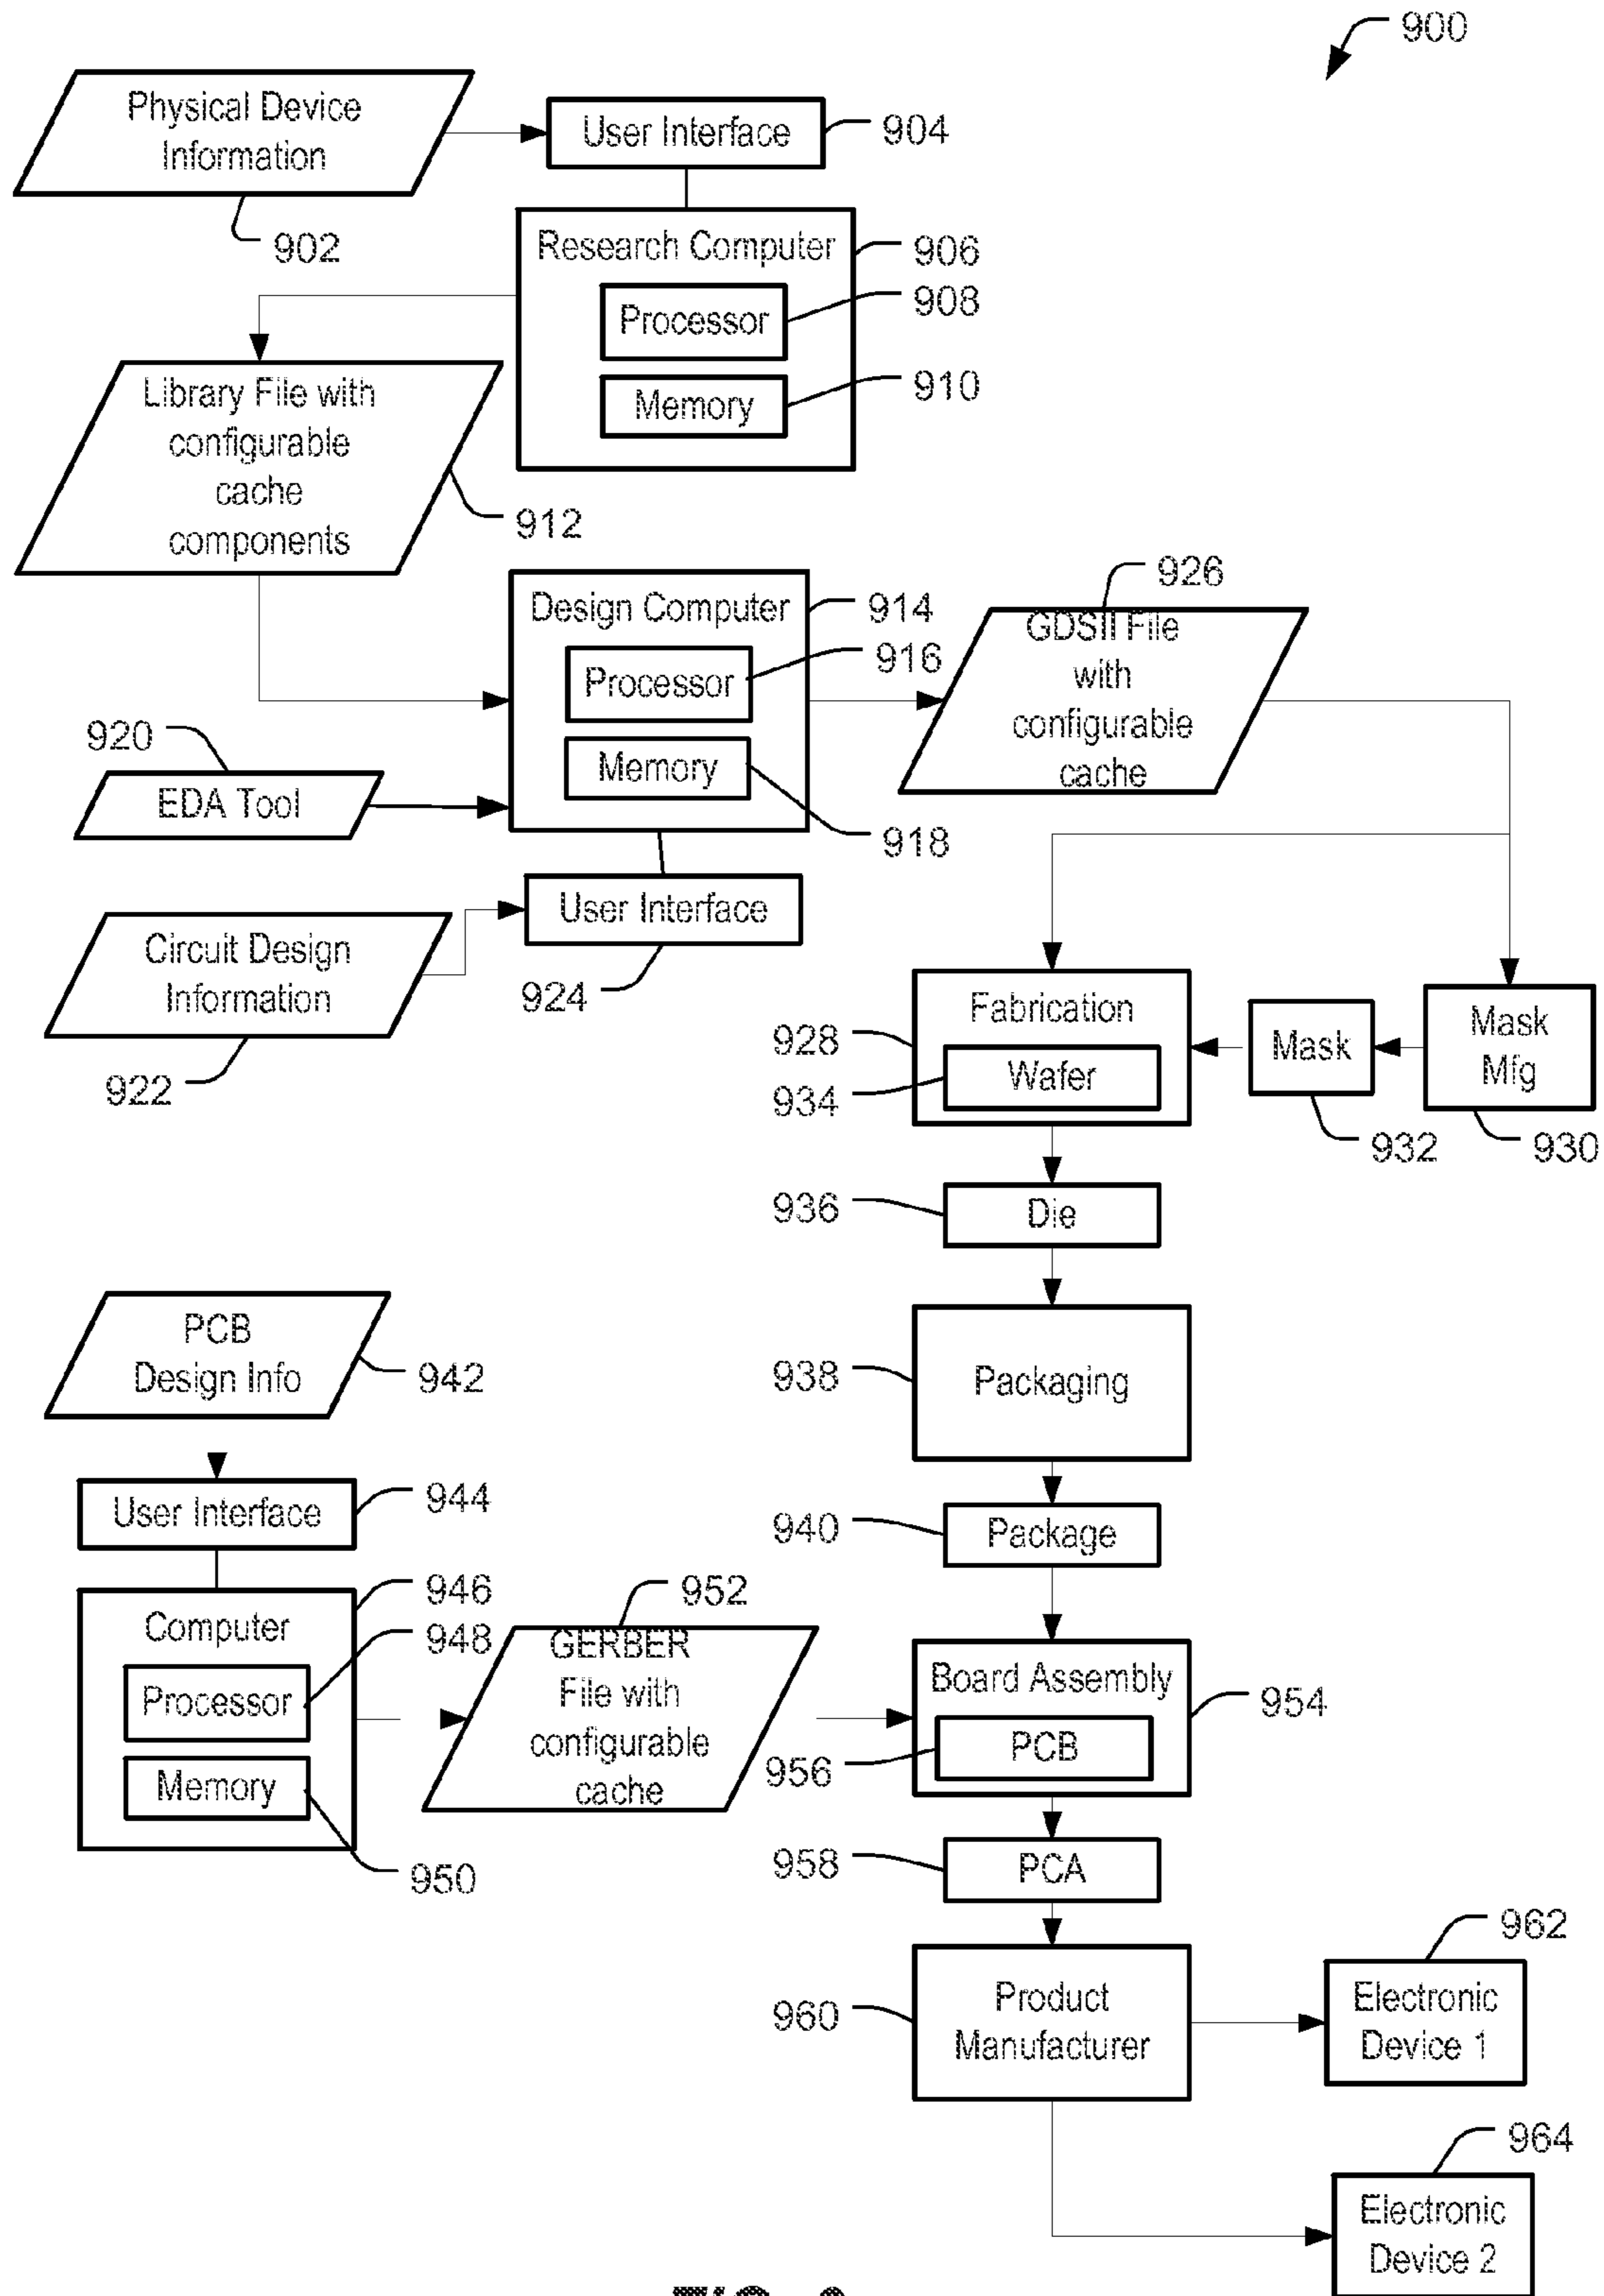 900
Physical Device
Information
902
User Interface
904
Research Computer
906
Processor
908
Memory
910
Library File with
configurable
cache
components
912
Design Computer
914
Processor
916
Memory
918
920
EDA Tool
Circuit Design
Information
922
User Interface
924
926
GDSII File
with
configurable
cache
Fabrication
928
Wafer
934
Mask
932
Mask
Mfg
930
936
Die
938
Packaging
940
Package
PCB
Design Info
942
User Interface
944
Computer
946
Processor
948
Memory
950
952
GERBER
File with
configurable
cache
Board Assembly
954
PCB
956
958
PCA
960
Product
Manufacturer
962
Electronic
Device 1
964
Electronic
Device 2